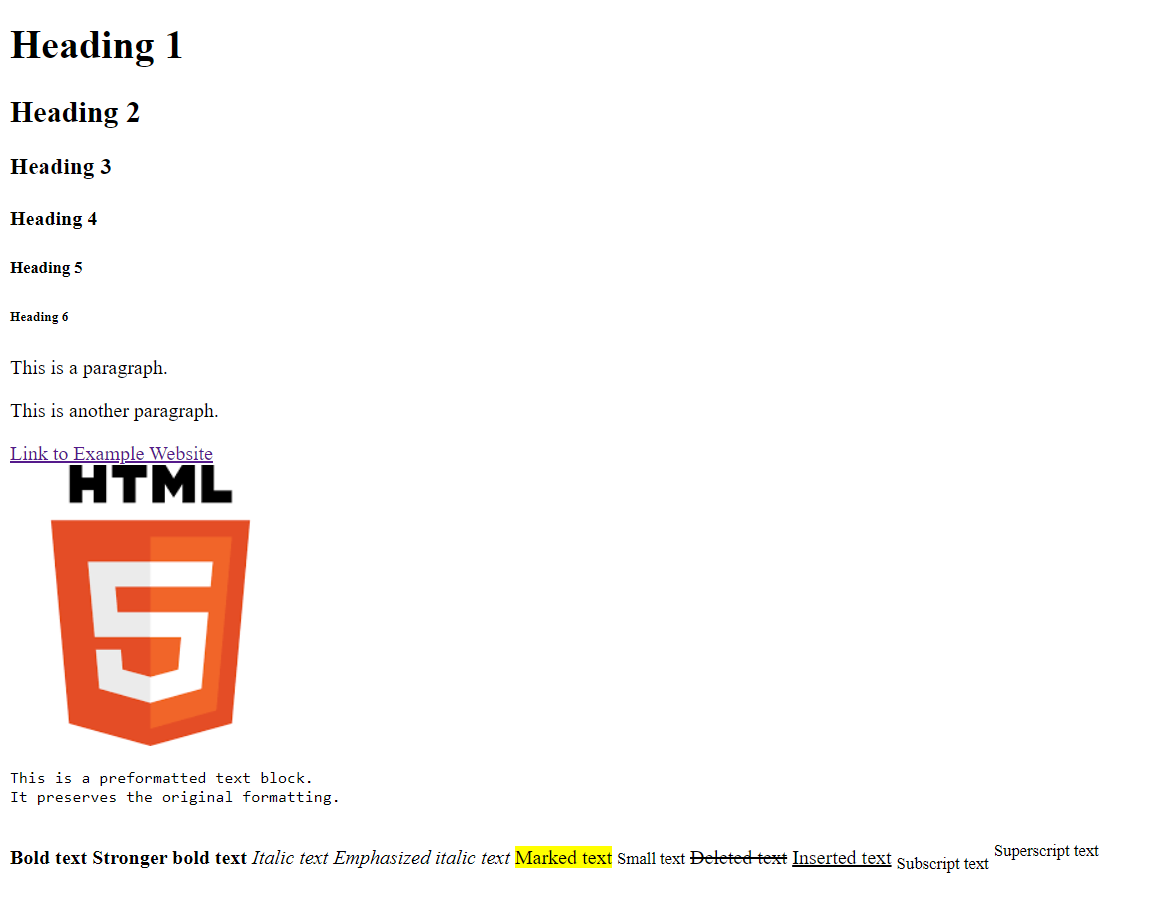 Heading 1
Heading 2
Heading 3
Heading 4
Heading 5
Heading 6
This is a paragraph.
This is another paragraph.
Link to Example Website
HTML
5
This is a preformatted text block.
It preserves the original formatting.
Bold text Stronger bold text Italic text Emphasized italic text Marked text Small text Deleted text Inserted text Subscript text Superscript text